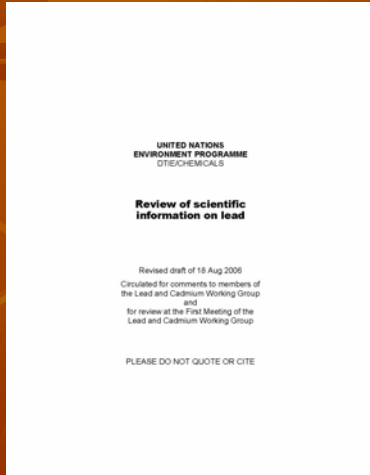 UNITED NATIONS
ENVIRONMENT PROGRAMME
DTIE/CHEMICALS
Review of scientific
information on lead
Revised draft of 18 Aug 2006
Circulated for comments to members of
the Lead and Cadmium Working Group
and
for review at the First Meeting of the
Lead and Cadmium Working Group
PLEASE DO NOT QUOTE OR CITE